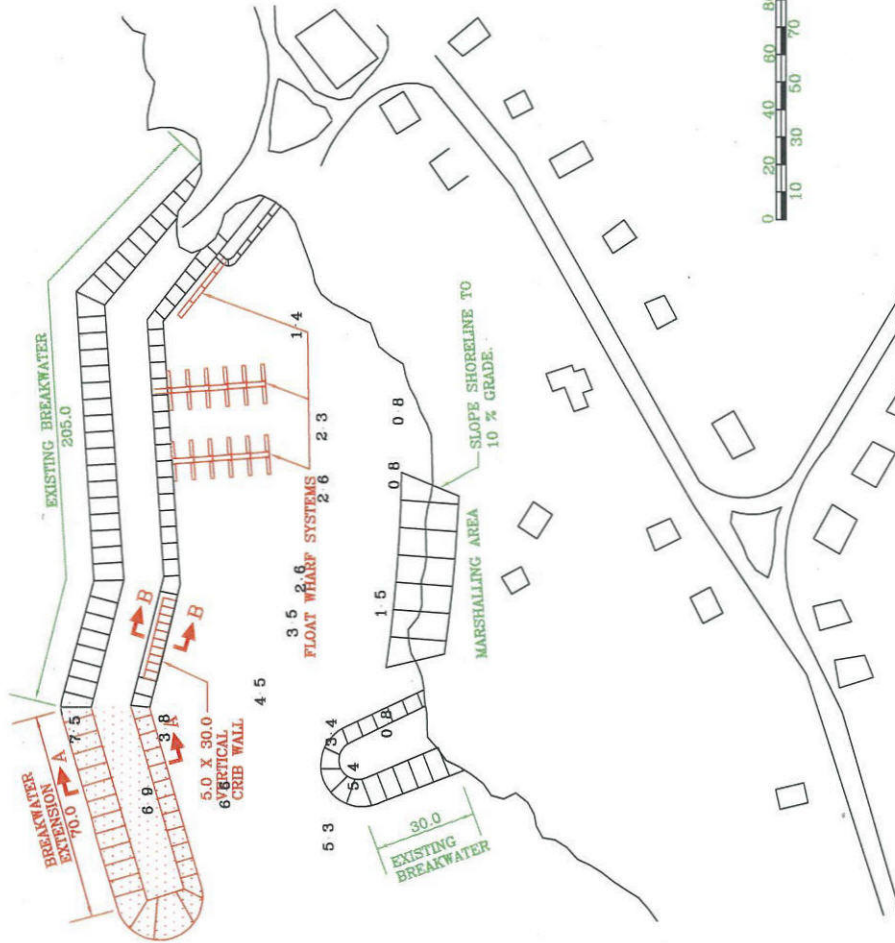 EXISTING BREAKWATER
205.0
BREAKWATER
EXTENSION
70.0
A
A
B
B
7.5
3.8
6.9
5.0 X 30.0
VERTICAL
CRIB WALL
4.5
3.5
2.6
FLOAT WHARF SYSTEMS
2.6
2.3
1.4
0.8
0.8
1.5
SLOPE SHORELINE TO
10 % GRADE.
MARSHALLING AREA
3.4
0.8
5.4
5.3
30.0
EXISTING
BREAKWATER
0
10
20
30
40
50
60
70